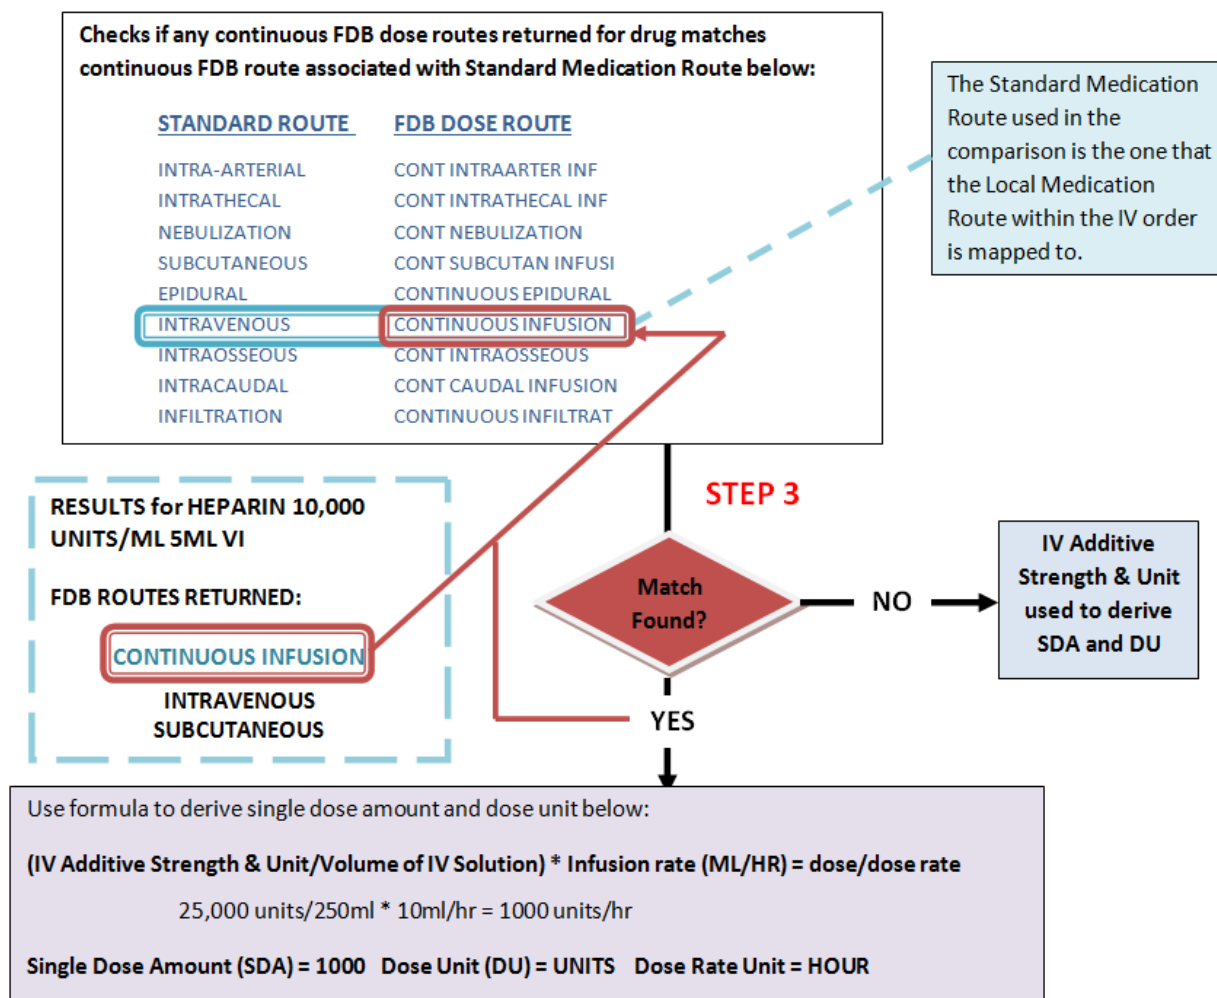 Checks if any continuous FDB dose routes returned for drug matches
continuous FDB route associated with Standard Medication Route below:
STANDARD ROUTE FDB DOSE ROUTE
INTRA-ARTERIAL CONT INTRAARTER INF
INTRATHECAL CONT INTRATHECAL INF
NEBULIZATION CONT NEBULIZATION
SUBCUTANEOUS CONT SUBCUTAN INFUSI
EPIDURAL CONTINUOUS EPIDURAL
INTRAVENOUS CONTINUOUS INFUSION
INTRAOSSEOUS CONT INTRAOSSEOUS
INTRACAUDAL CONT CAUDAL INFUSION
INFILTRATION CONTINUOUS INFILTRAT
The Standard Medication
Route used in the
comparison is the one that
the Local Medication
Route within the IV order
is mapped to.
RESULTS for HEPARIN 10,000
UNITS/ML 5ML VI
FDB ROUTES RETURNED:
CONTINUOUS INFUSION
INTRAVENOUS
SUBCUTANEOUS
STEP 3
Match
Found?
NO
IV Additive
Strength & Unit
used to derive
SDA and DU
YES
Use formula to derive single dose amount and dose unit below:
(IV Additive Strength & Unit/Volume of IV Solution) * Infusion rate (ML/HR) = dose/dose rate
25,000 units/250ml * 10ml/hr = 1000 units/hr
Single Dose Amount (SDA) = 1000 Dose Unit (DU) = UNITS Dose Rate Unit = HOUR